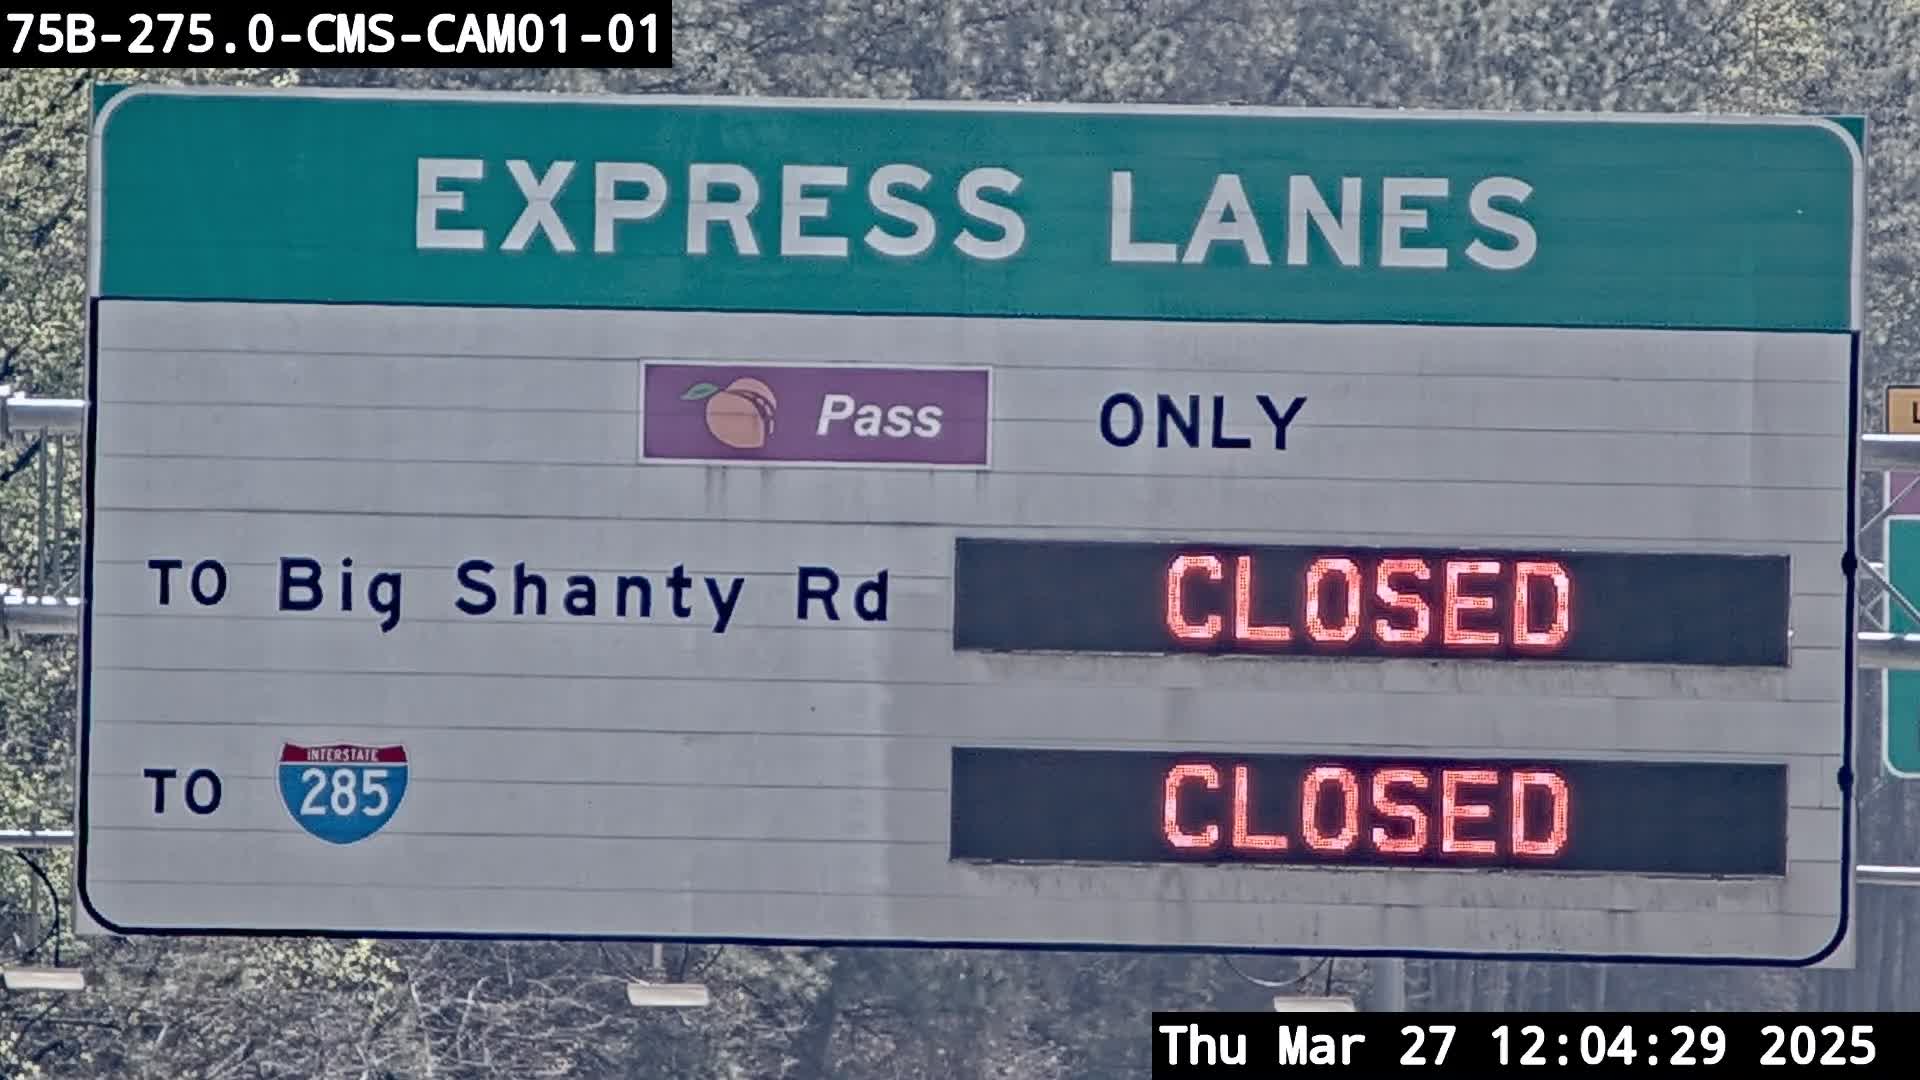 75B-275.0-CMS-CAM01-01
EXPRESS LANES
Pass ONLY
TO Big Shanty Rd CLOSED
TO INTERSTATE 285 CLOSED
Thu Mar 27 12:04:29 2025